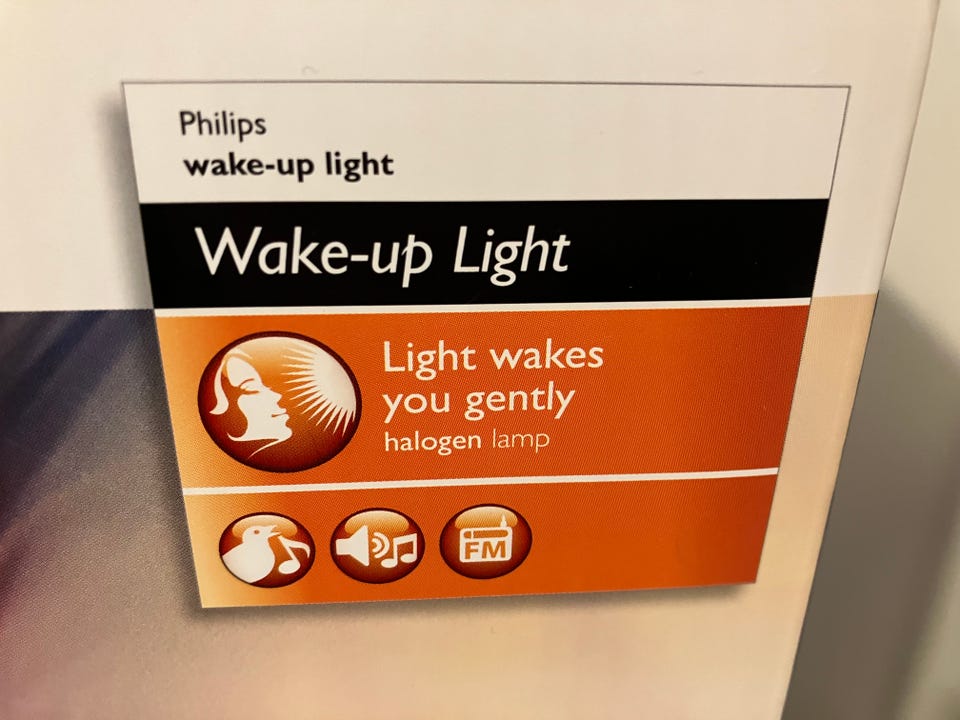 Philips
wake-up light
Wake-up Light
Light wakes
you gently
halogen lamp
FM